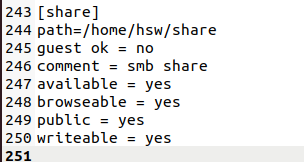 243 [share]
244 path=/home/hsw/share
245 guest ok = no
246 comment = smb share
247 available = yes
248 browseable = yes
249 public = yes
250 writeable = yes
251